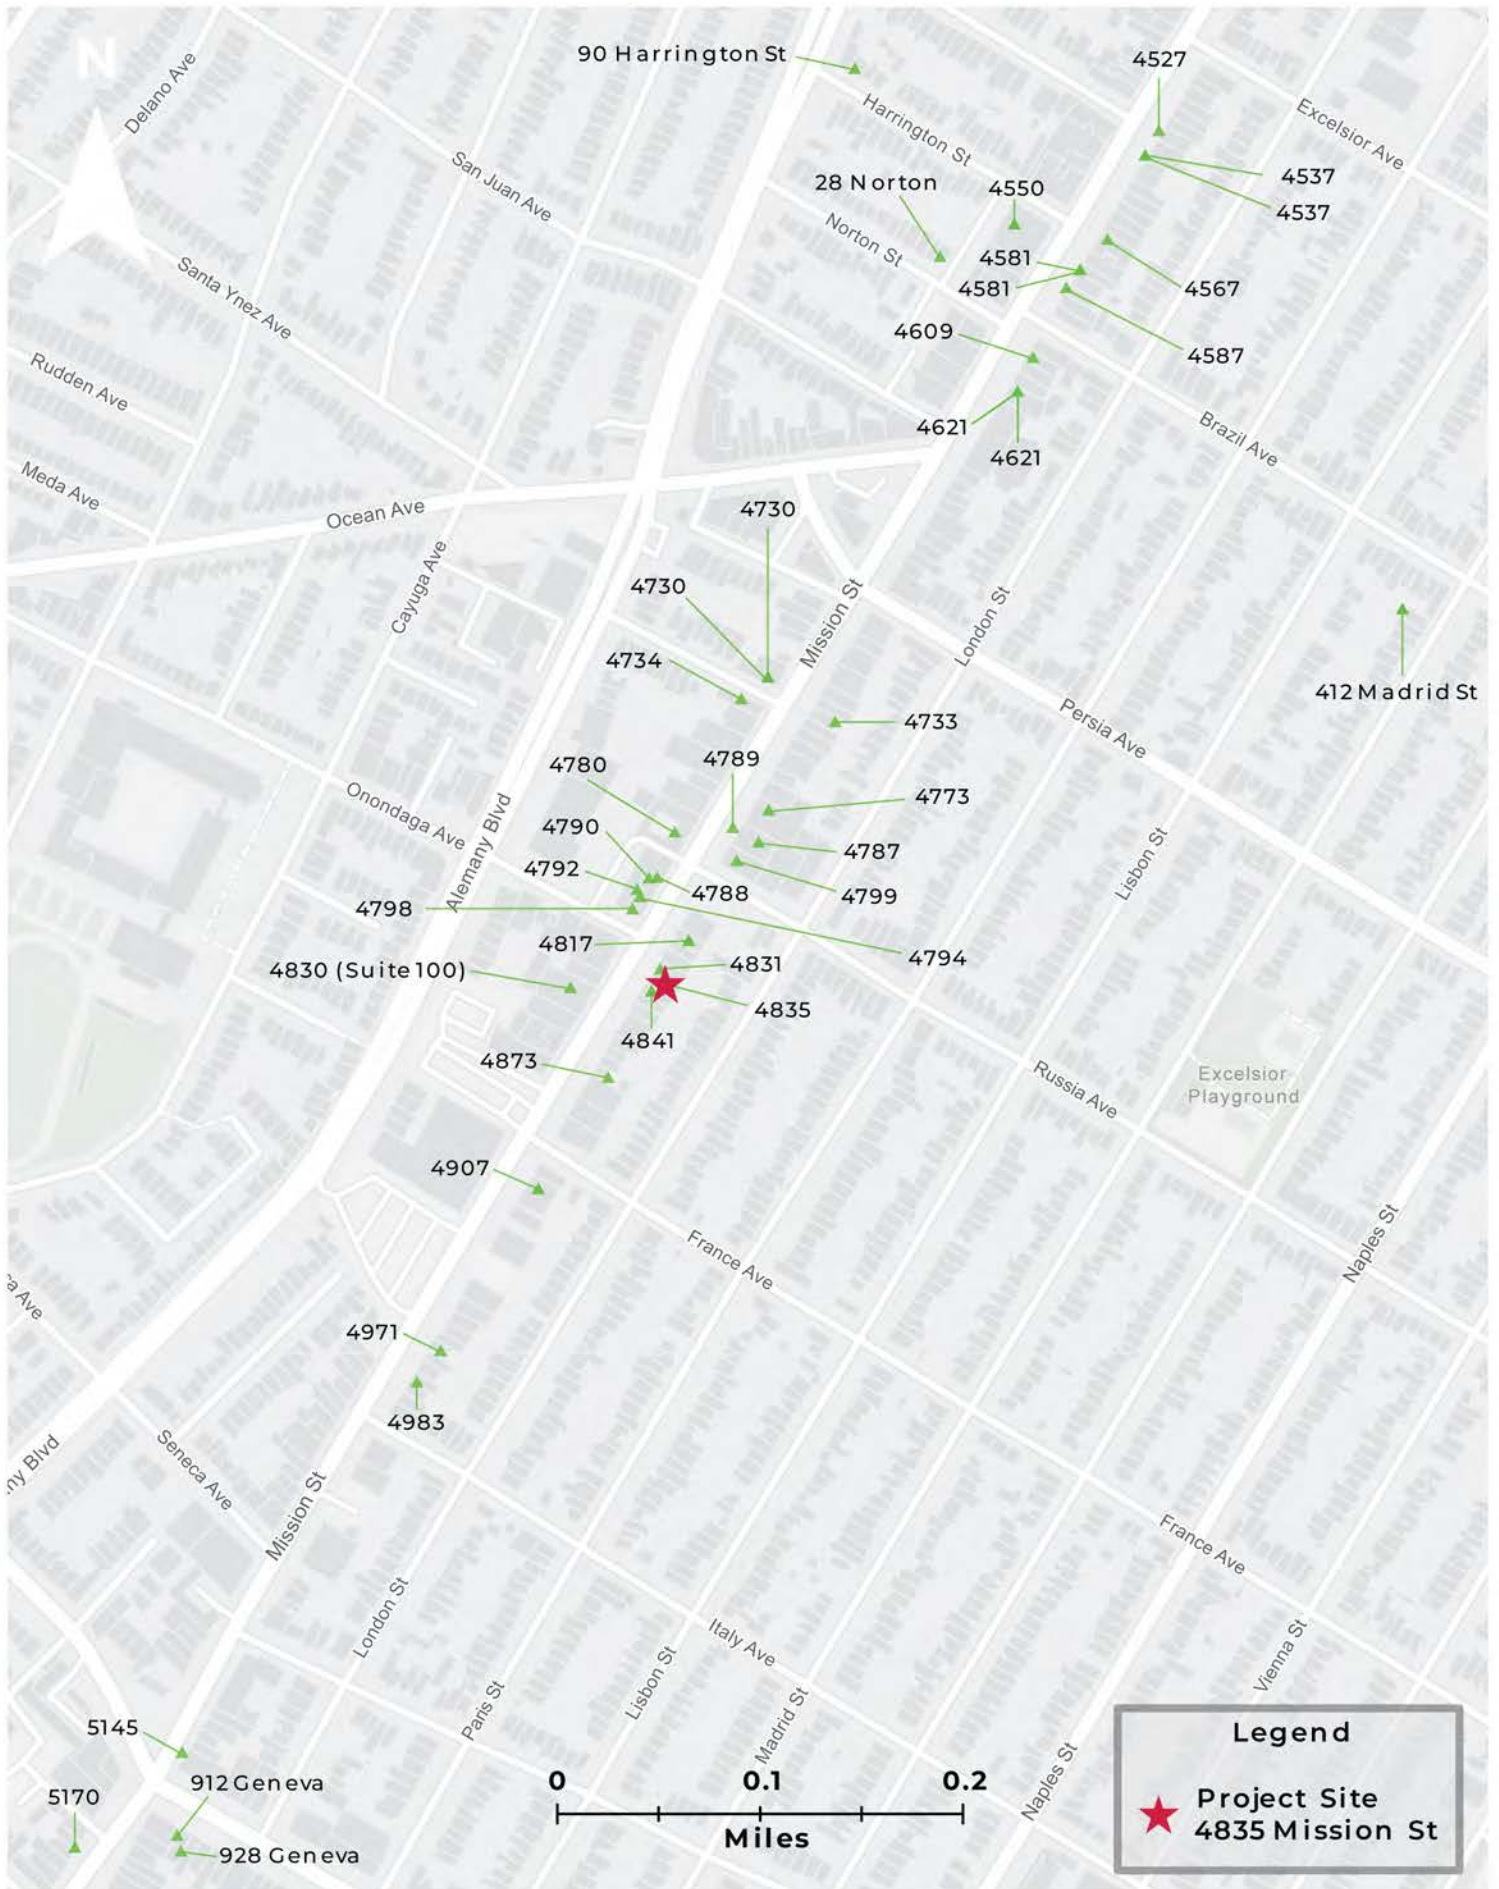 90 Harrington St
4527
N
Delano Ave
Harrington St
Excelsior Ave
San Juan Ave
4537
28 Norton
4550
4537
Norton St
4581
4581
4567
Santa Ynez Ave
4609
4587
Rudden Ave
4621
Brazil Ave
4621
Meda Ave
Ocean Ave
4730
Cayuga Ave
4730
Mission St
London St
4734
412 Madrid St
4733
Persia Ave
4789
4780
4773
Onondaga Ave
4790
Alemany Blvd
4787
Lisbon St
4792
4788
4799
4798
4817
4794
4831
4830 (Suite 100)
4835
4841
4873
Russia Ave
Excelsior
Playground
4907
Naples St
France Ave
a Ave
4971
4983
ny Blvd
Seneca Ave
Mission St
France Ave
London St
Italy Ave
Lisbon St
Vienna St
Paris St
Madrid St
Naples St
5145
912 Geneva
5170
928 Geneva
0 0.1 0.2
Miles
Legend
Project Site
4835 Mission St